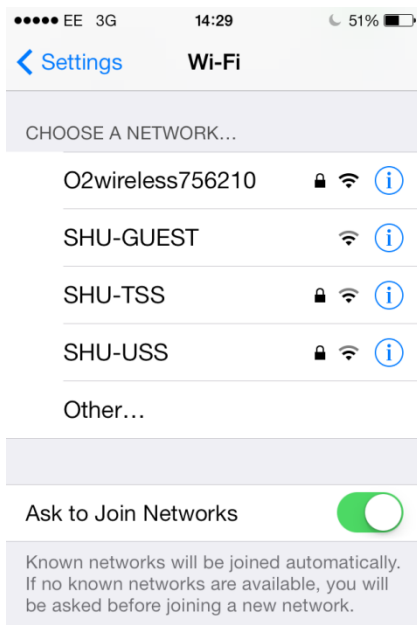 EE 3G 14:29 51%
Settings Wi-Fi
CHOOSE A NETWORK...
O2wireless756210
SHU-GUEST
SHU-TSS
SHU-USS
Other...
Ask to Join Networks
Known networks will be joined automatically.
If no known networks are available, you will
be asked before joining a new network.